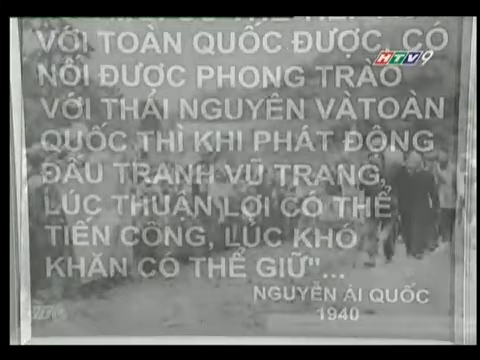 VỚI TOÀN QUỐC ĐƯỢC, CÓ
HTV9
NỐI ĐƯỢC PHONG TRÀO
VỚI THÁI NGUYÊN VÀTOÀN
QUỐC THÌ KHI PHÁT ĐỘNG
ĐẤU TRANH VŨ TRANG,
LÚC THUẬN LỢI CÓ THỂ
TIẾN CÔNG, LÚC KHÓ
KHĂN CÓ THỂ GIỮ"...
NGUYỄN ÁI QUỐC
1940